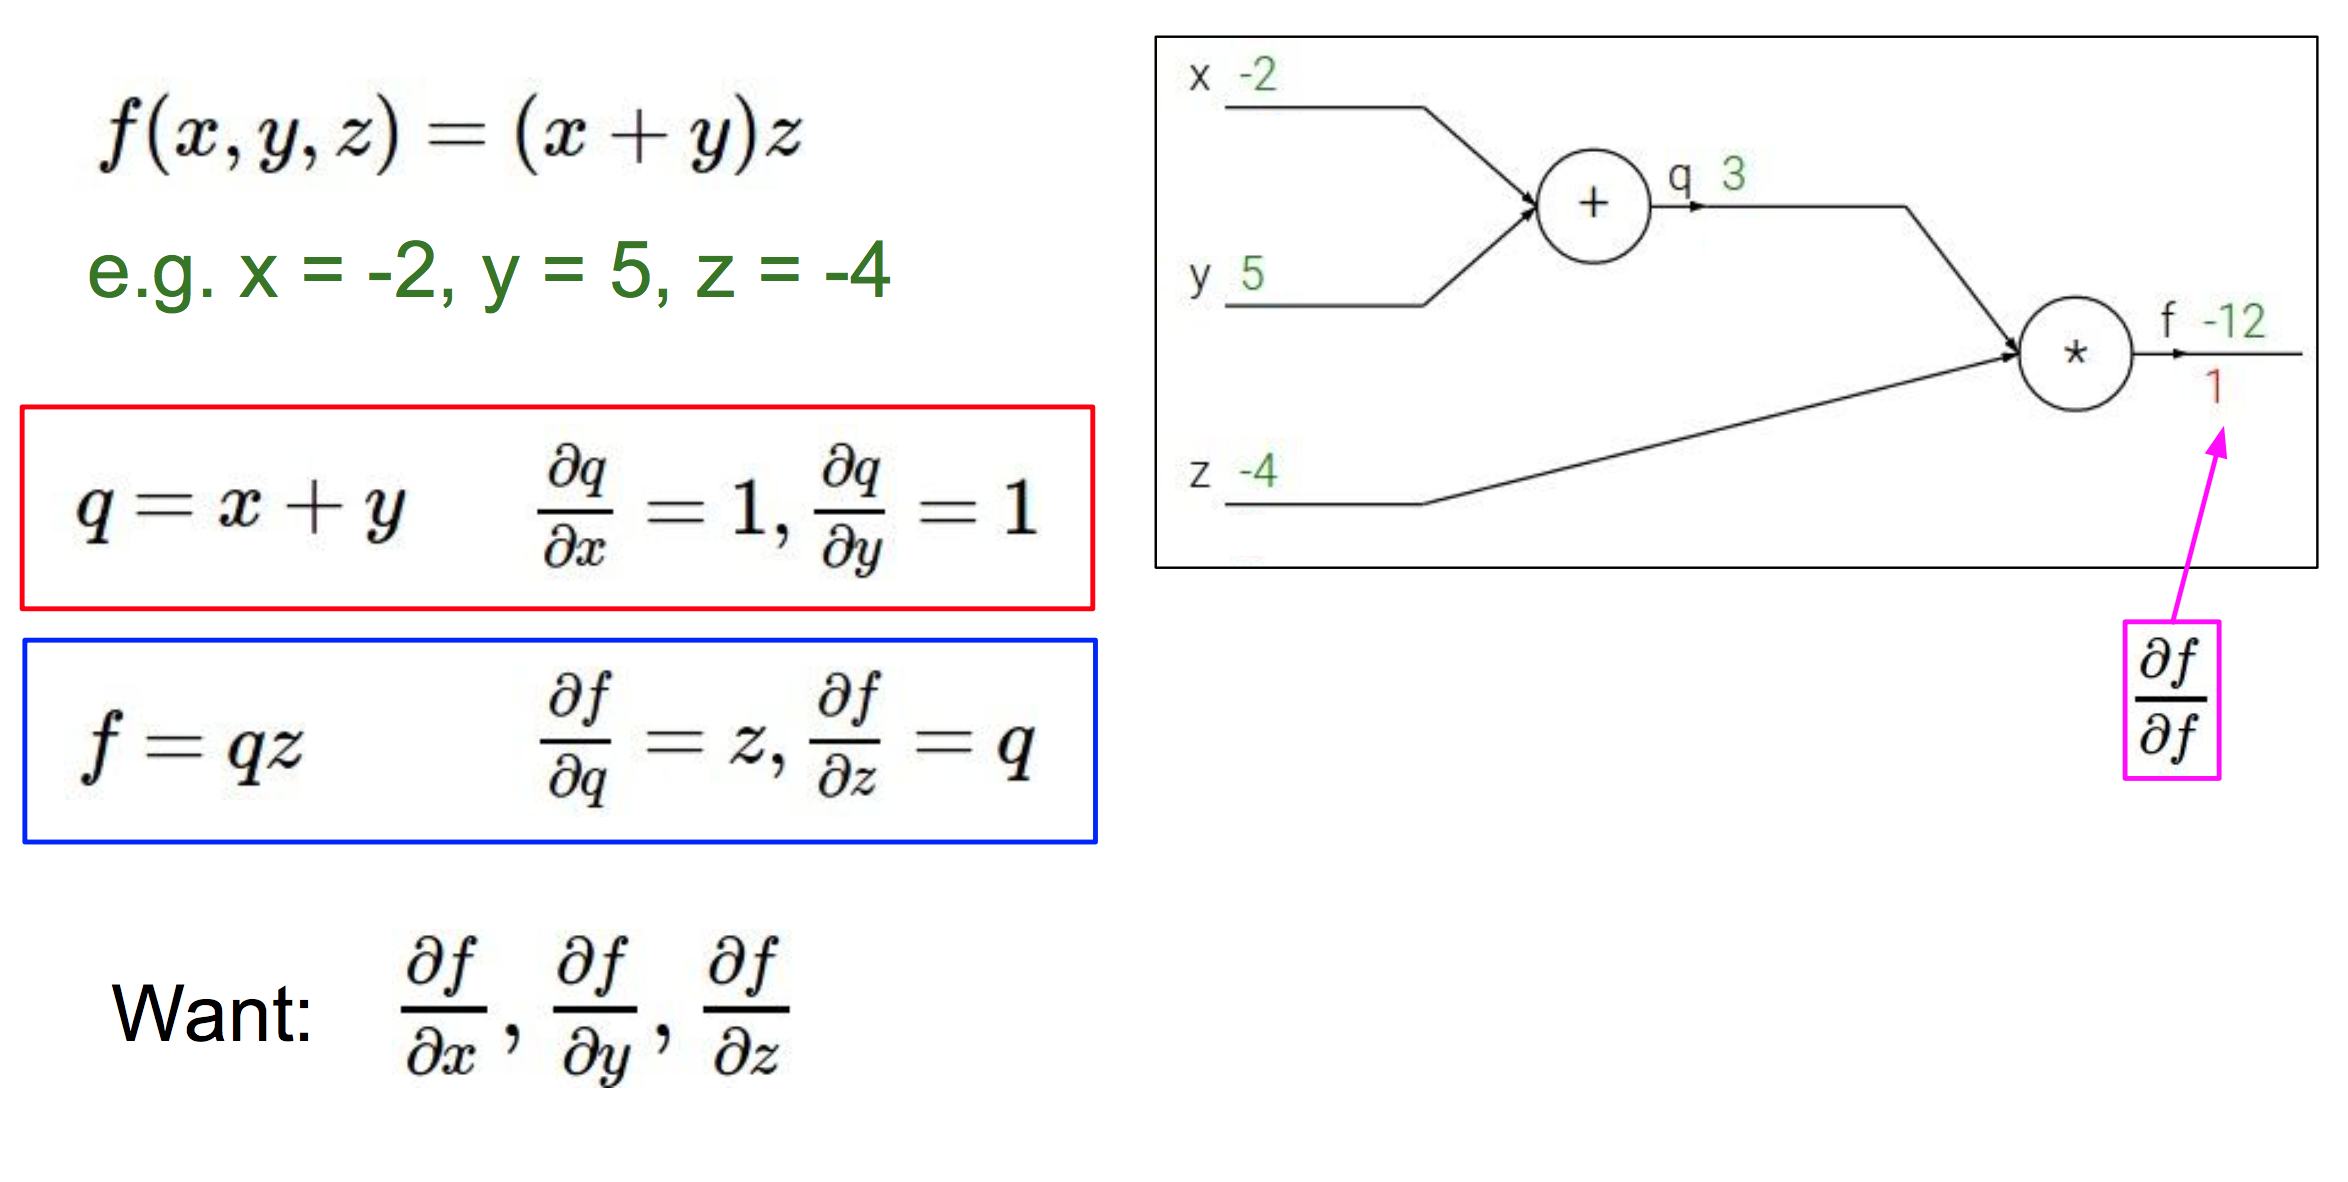 f(x, y, z) = (x + y)z
e.g. x = -2, y = 5, z = -4
q = x + y   ∂q/∂x = 1, ∂q/∂y = 1
f = qz   ∂f/∂q = z, ∂f/∂z = q
Want: ∂f/∂x, ∂f/∂y, ∂f/∂z
x -2
+
q 3
y 5
f -12
*
1
z -4
∂f/∂f